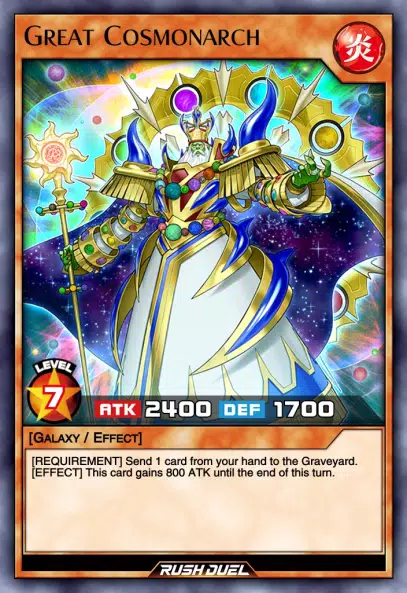 Great Cosmonarch
炎
LEVEL
7
ATK 2400 DEF 1700
[Galaxy / Effect]
[REQUIREMENT] Send 1 card from your hand to the Graveyard.
[EFFECT] This card gains 800 ATK until the end of this turn.
RUSH DUEL